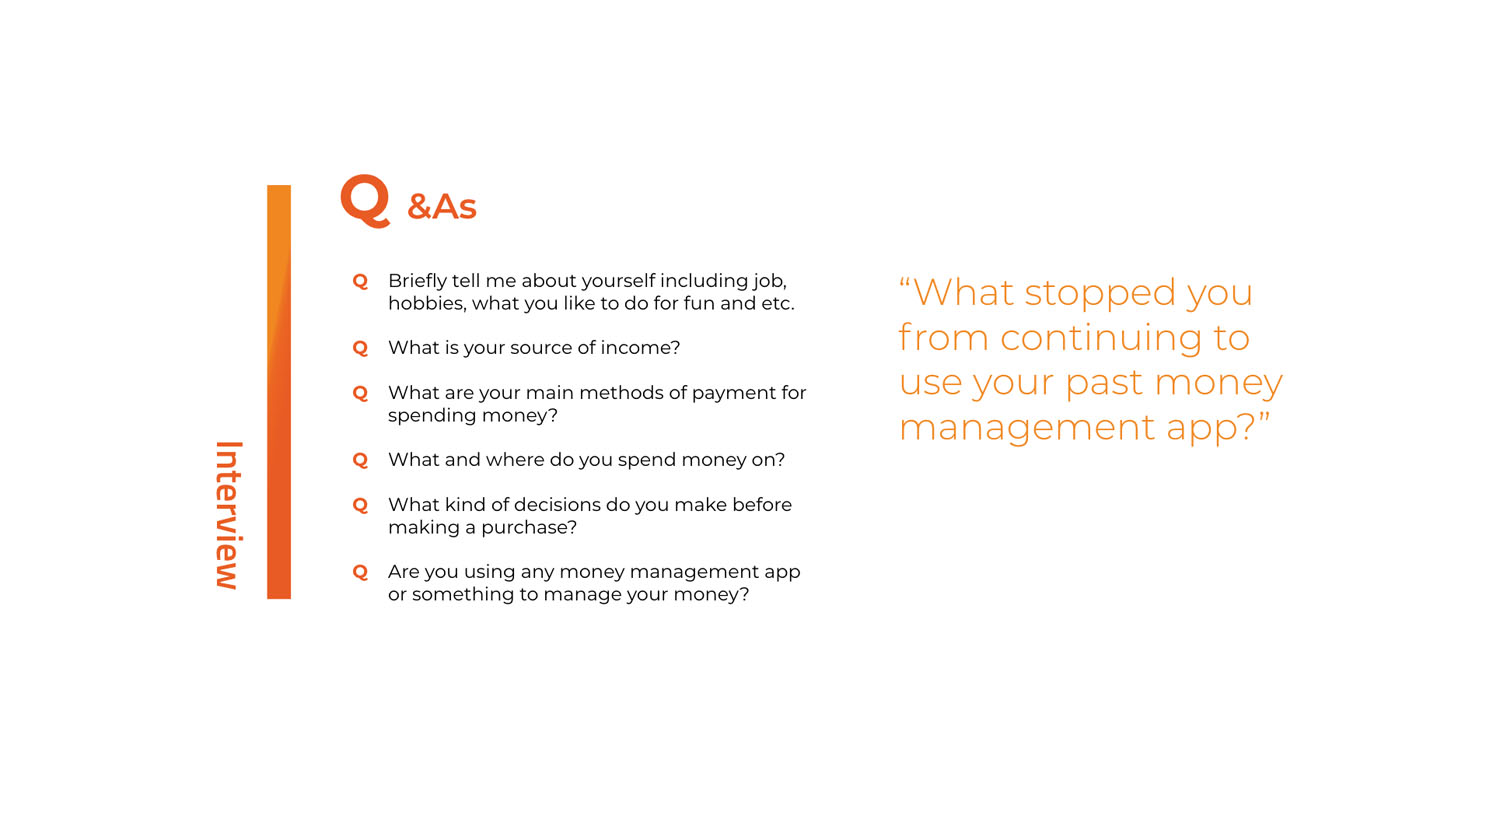 Interview
Q &As
Q Briefly tell me about yourself including job,
hobbies, what you like to do for fun and etc.
Q What is your source of income?
Q What are your main methods of payment for
spending money?
Q What and where do you spend money on?
Q What kind of decisions do you make before
making a purchase?
Q Are you using any money management app
or something to manage your money?
“What stopped you
from continuing to
use your past money
management app?”